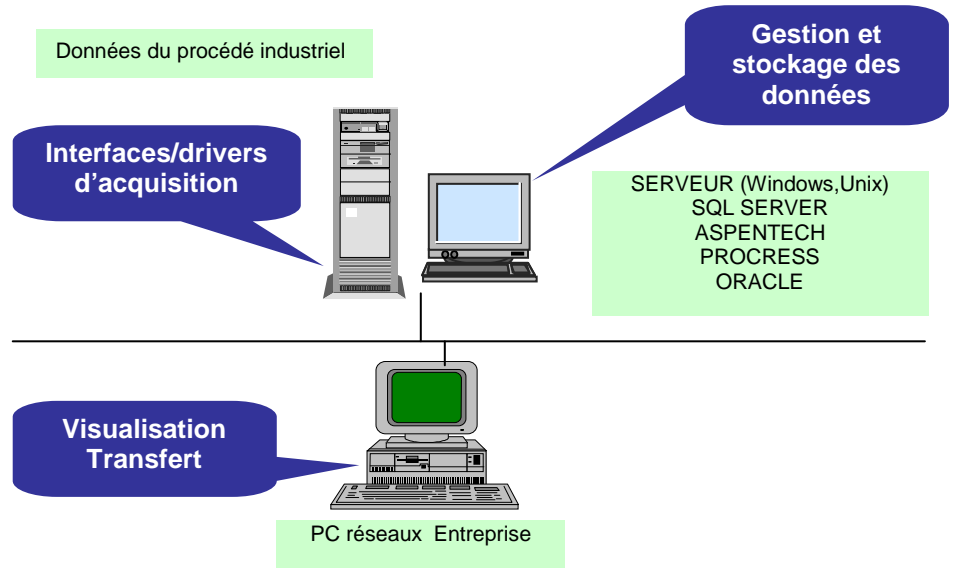 Données du procédé industriel
Gestion et
stockage des
données
Interfaces/drivers
d’acquisition
SERVEUR (Windows,Unix)
SQL SERVER
ASPENTECH
PROCRESS
ORACLE
Visualisation
Transfert
PC réseaux Entreprise